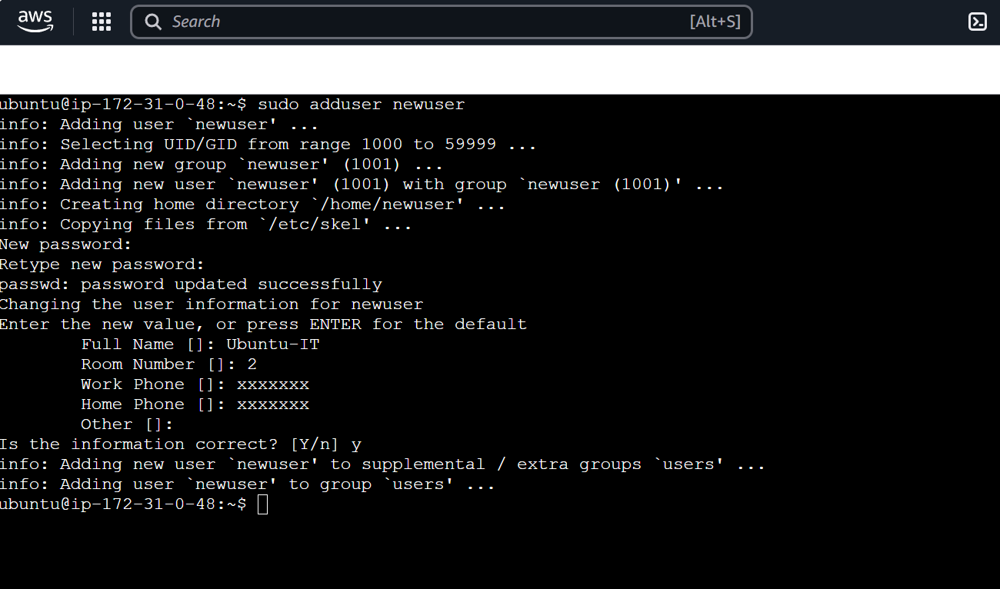 aws
Search [Alt+S]
ubuntu@ip-172-31-0-48:~$ sudo adduser newuser
info: Adding user `newuser' ...
info: Selecting UID/GID from range 1000 to 59999 ...
info: Adding new group `newuser' (1001) ...
info: Adding new user `newuser' (1001) with group `newuser (1001)' ...
info: Creating home directory `/home/newuser' ...
info: Copying files from `/etc/skel' ...
New password:
Retype new password:
passwd: password updated successfully
Changing the user information for newuser
Enter the new value, or press ENTER for the default
Full Name []: Ubuntu-IT
Room Number []: 2
Work Phone []: xxxxxxx
Home Phone []: xxxxxxx
Other []:
Is the information correct? [Y/n] y
info: Adding new user `newuser' to supplemental / extra groups `users' ...
info: Adding user `newuser' to group `users' ...
ubuntu@ip-172-31-0-48:~$